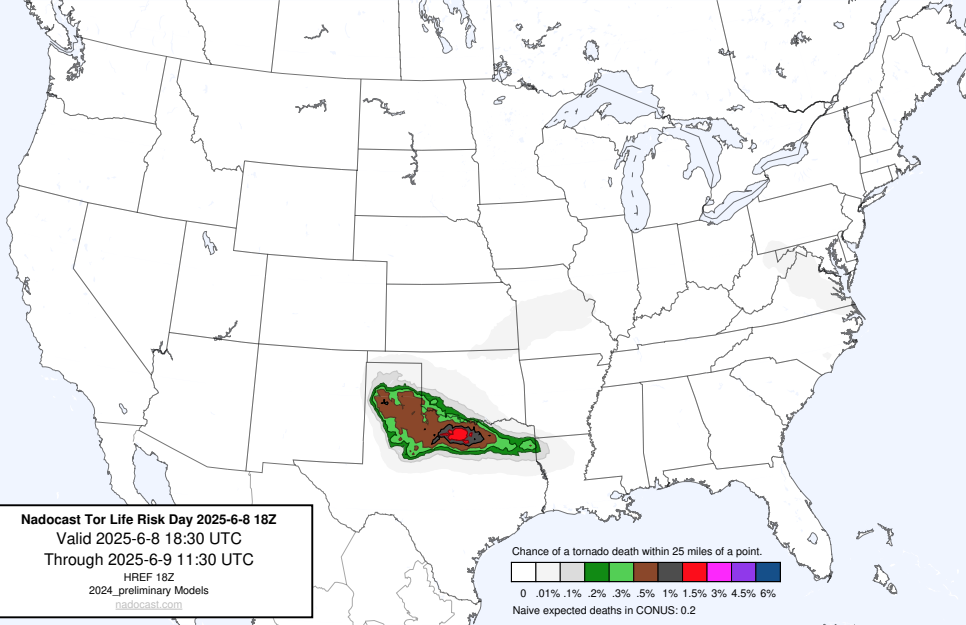 Nadocast Tor Life Risk Day 2025-6-8 18Z
Valid 2025-6-8 18:30 UTC
Through 2025-6-9 11:30 UTC
HREF 18Z
2024_preliminary Models
nadocast.com
Chance of a tornado death within 25 miles of a point.
0 .01% .1% .2% .3% .5% 1% 1.5% 3% 4.5% 6%
Naive expected deaths in CONUS: 0.2